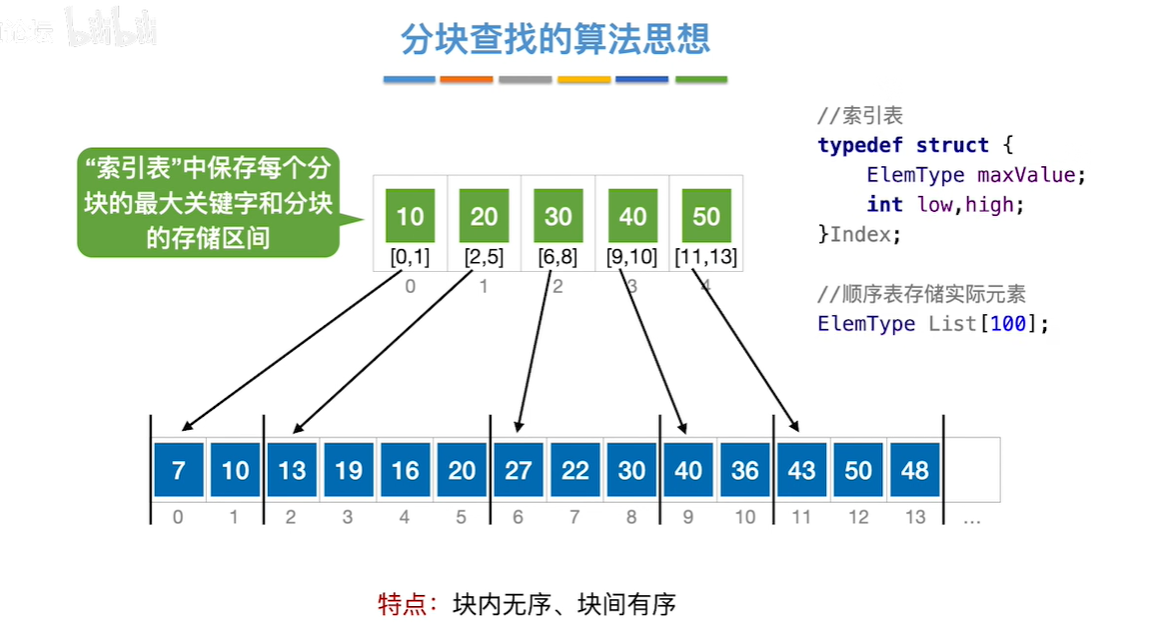 bilibili
分块查找的算法思想
“索引表”中保存每个分
块的最大关键字和分块
的存储区间
10 20 30 40 50
[0,1] [2,5] [6,8] [9,10] [11,13]
0 1 2 3 4
//索引表
typedef struct {
ElemType maxValue;
int low,high;
}Index;
//顺序表存储实际元素
ElemType List[100];
7 10 13 19 16 20 27 22 30 40 36 43 50 48
0 1 2 3 4 5 6 7 8 9 10 11 12 13 ...
特点：块内无序、块间有序